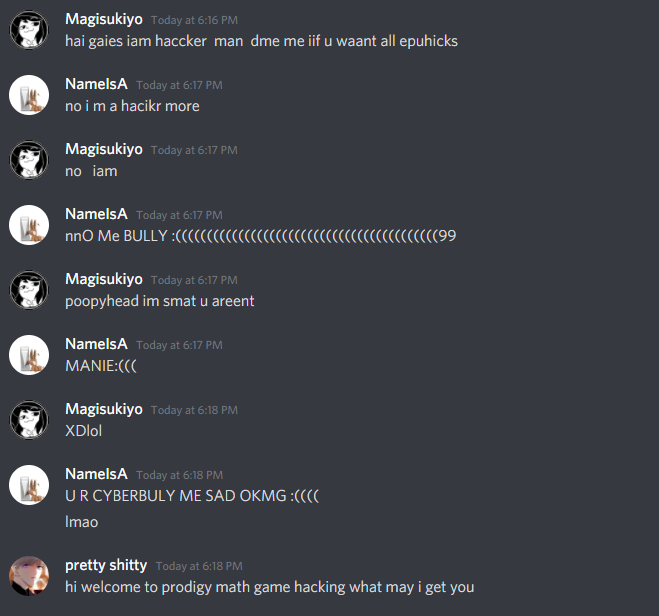 Magisukiyo Today at 6:16 PM
hai gaies iam haccker man dme me iif u waant all epuhicks
NameIsA Today at 6:17 PM
no i m a hacikr more
Magisukiyo Today at 6:17 PM
no iam
NameIsA Today at 6:17 PM
nnO Me BULLY :((((((((((((((((((((((((((((((((((((((((((99
Magisukiyo Today at 6:17 PM
poopyhead im smat u areent
NameIsA Today at 6:17 PM
MANIE:(((
Magisukiyo Today at 6:18 PM
XDlol
NameIsA Today at 6:18 PM
U R CYBERBULY ME SAD OKMG :((((
lmao
pretty shitty Today at 6:18 PM
hi welcome to prodigy math game hacking what may i get you